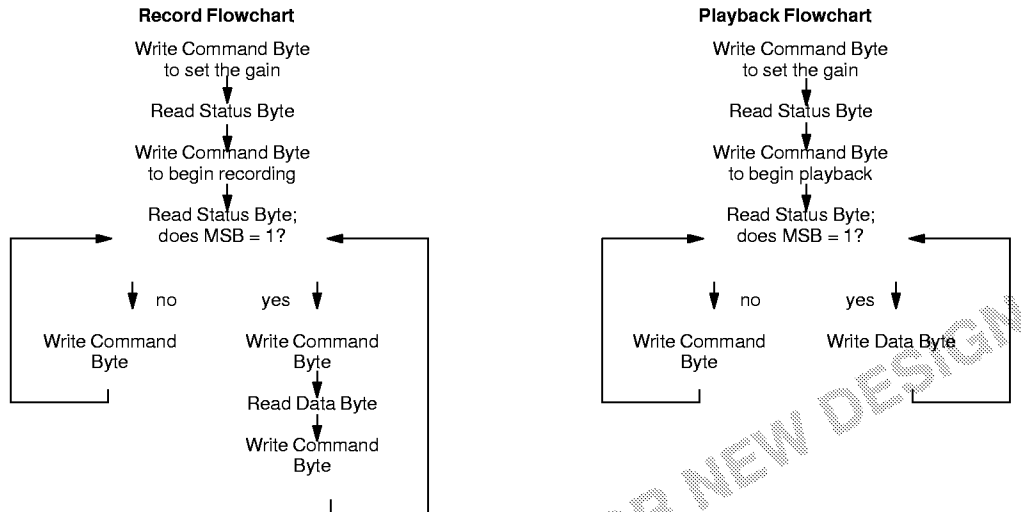 Record Flowchart
Write Command Byte
to set the gain
Read Status Byte
Write Command Byte
to begin recording
Read Status Byte;
does MSB = 1?
no
yes
Write Command
Byte
Write Command
Byte
Read Data Byte
Write Command
Byte
Playback Flowchart
Write Command Byte
to set the gain
Read Status Byte
Write Command Byte
to begin playback
Read Status Byte;
does MSB = 1?
no
yes
Write Command
Byte
Write Data Byte
NEW DESIGN